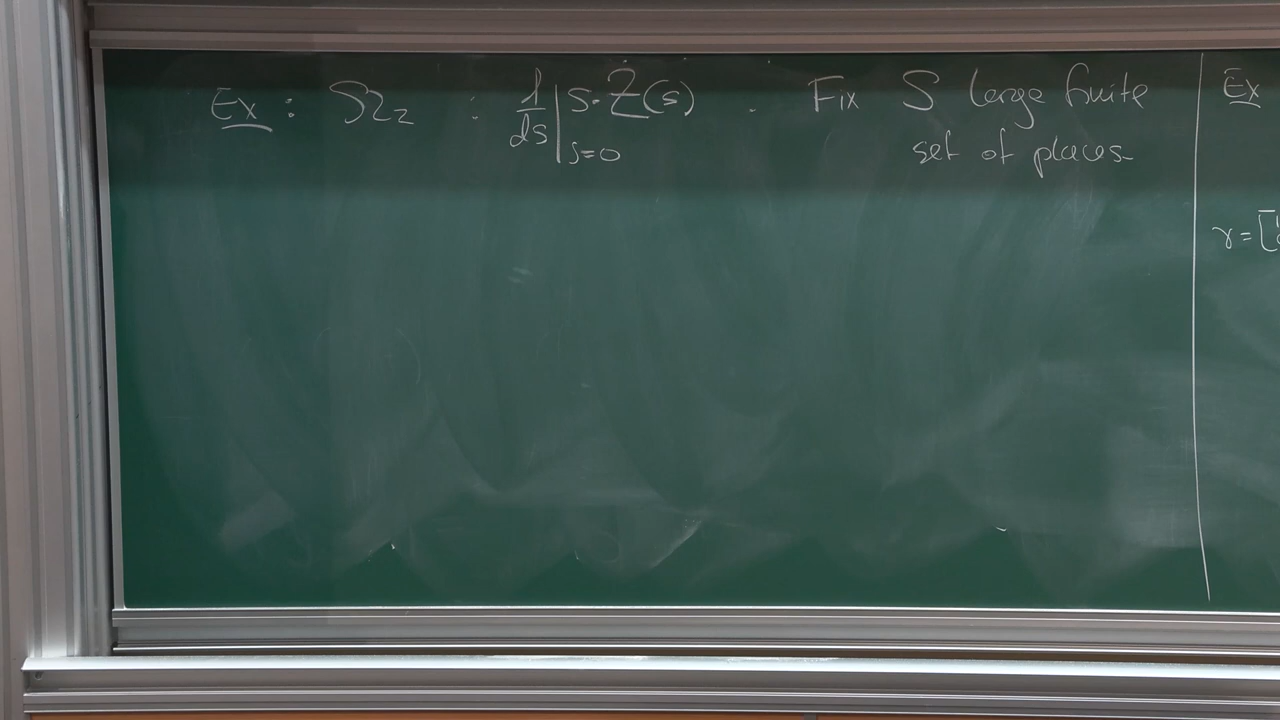 Ex : SL₂ : d/ds|ₛ₌₀ s·Z(s) . Fix S large finite
set of places
Ex
γ = [